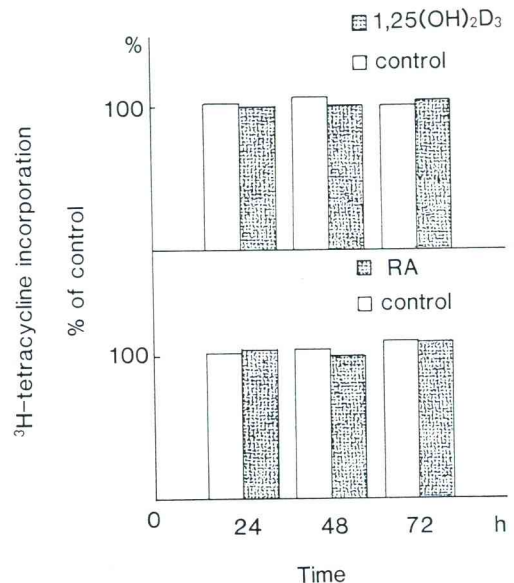 1,25(OH)₂D₃
control
%
100
RA
control
100
³H-tetracycline incorporation
% of control
0 24 48 72 h
Time